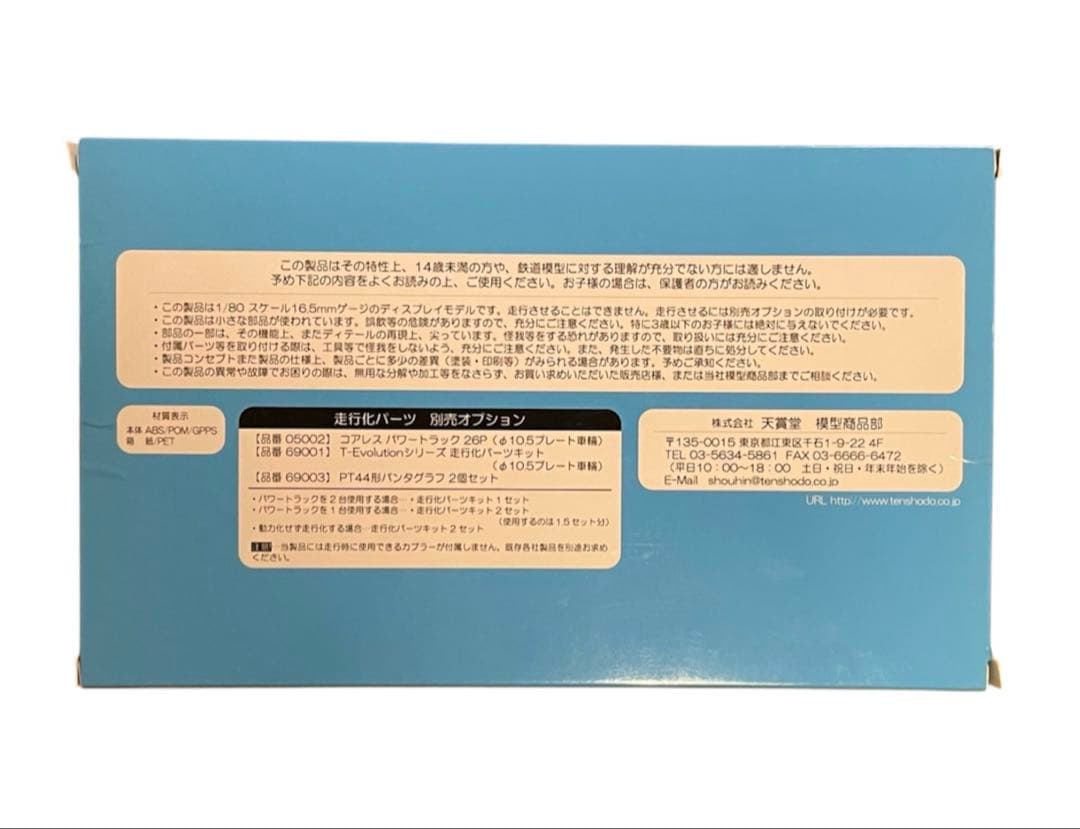 この製品はその特性上、14歳未満の方や、鉄道模型に対する理解が充分でない方には適しません。
予め下記の内容をよくお読みの上、ご使用ください。お子様の場合は、保護者の方がお読みください。
・この製品は1/80 スケール16.5mmゲージのディスプレイモデルです。走行させることはできません。走行させるには別売オプションの取り付けが必要です。
・この製品は小さな部品が使われています。誤飲等の危険がありますので、充分にご注意ください。特に3歳以下のお子様には絶対に与えないでください。
・部品の一部は、その機能上、またディテールの再現上、尖っています。怪我等をする恐れがありますので、取り扱いには充分にご注意ください。
・付属パーツ等を取り付ける際は、工具等で怪我をしないよう、充分にご注意ください。また、発生した不要物は直ちに処分してください。
・製品コンセプトまた製品の仕様上、製品ごとに多少の差異（塗装・印刷等）がみられる場合があります。予めご承知ください。
・この製品の異常や故障でお困りの際は、無用な分解や加工等をなさらず、お買い求めいただいた販売店様、または当社模型商品部までご相談ください。
材質表示
本体 ABS/POM/GPPS
箱 紙/PET
走行化パーツ 別売オプション
【品番 05002】 コアレス パワートラック 26P（φ10.5プレート車輪）
【品番 69001】 T-Evolutionシリーズ 走行化パーツキット
（φ10.5プレート車輪）
【品番 69003】 PT44形パンタグラフ 2個セット
・パワートラックを2台使用する場合…・走行化パーツキット1セット
・パワートラックを1台使用する場合…・走行化パーツキット2セット
（使用するのは1.5セット分）
・動力化せず走行化する場合…走行化パーツキット2セット
注意!…当製品には走行時に使用できるカプラーが付属しません。既存各社製品を別途お求め
ください。
株式会社 天賞堂 模型商品部
〒135-0015 東京都江東区千石1-9-22 4F
TEL 03-5634-5861 FAX 03-6666-6472
（平日10：00〜18：00 土日・祝日・年末年始を除く）
E-Mail shouhin@tenshodo.co.jp
URL http://www.tenshodo.co.jp